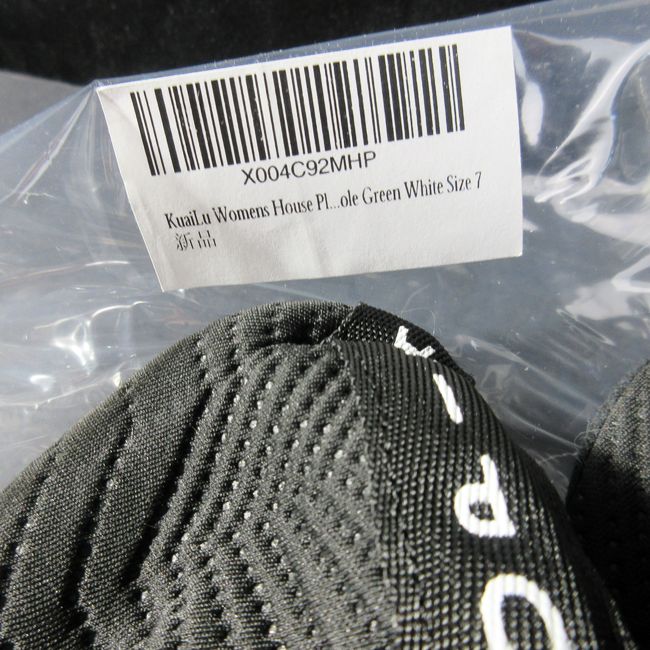 X004C92MHP
KuaiLu Womens House Pl...ole Green White Size 7
新品